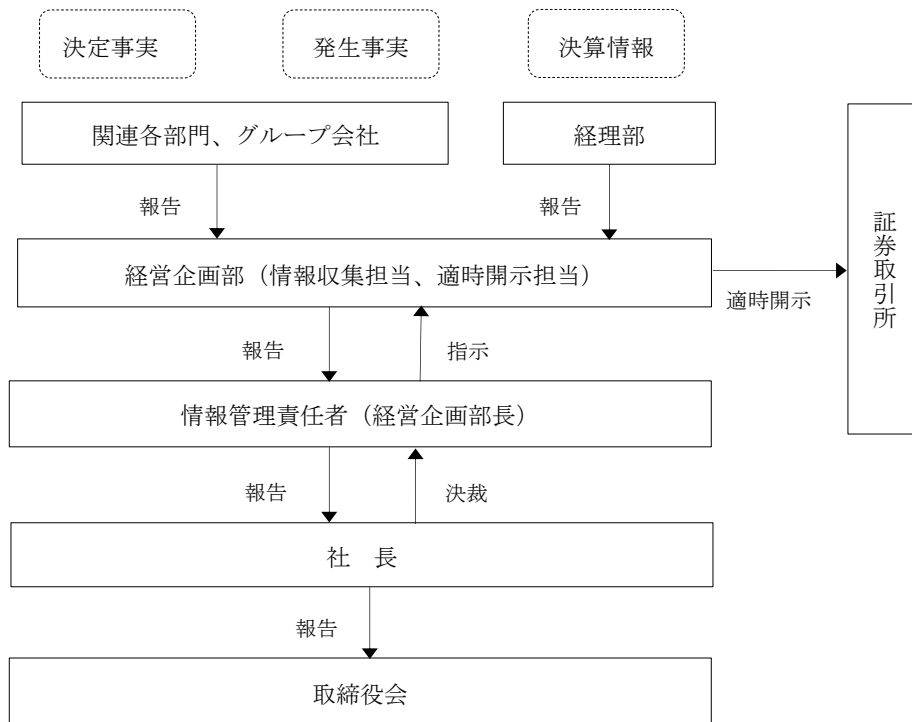 決定事実
発生事実
決算情報
関連各部門、グループ会社
経理部
報告
報告
経営企画部（情報収集担当、適時開示担当）
適時開示
証券取引所
報告
指示
情報管理責任者（経営企画部長）
報告
決裁
社　長
報告
取締役会